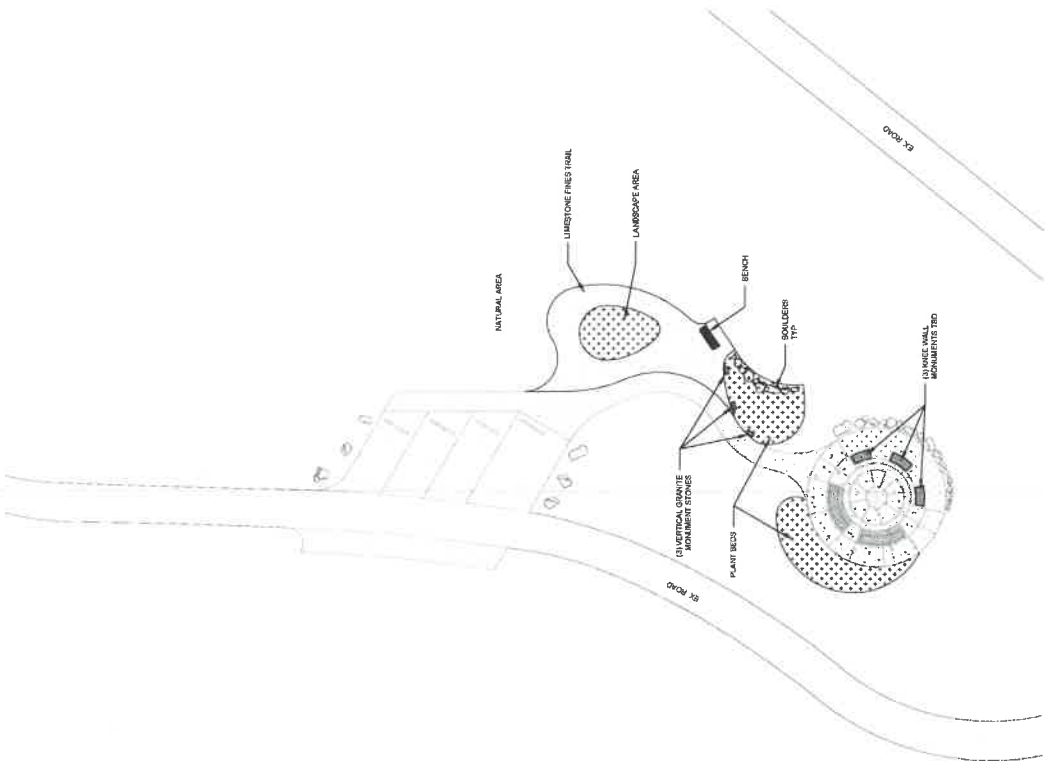 EX ROAD
LIMESTONE FINES TRAIL
LANDSCAPE AREA
NATURAL AREA
BENCH
BOULDERS
TYP
(3) KNEE WALL
MONUMENTS TBD
(3) VERTICAL GRANITE
MONUMENT STONES
PLANT BEDS
EX ROAD